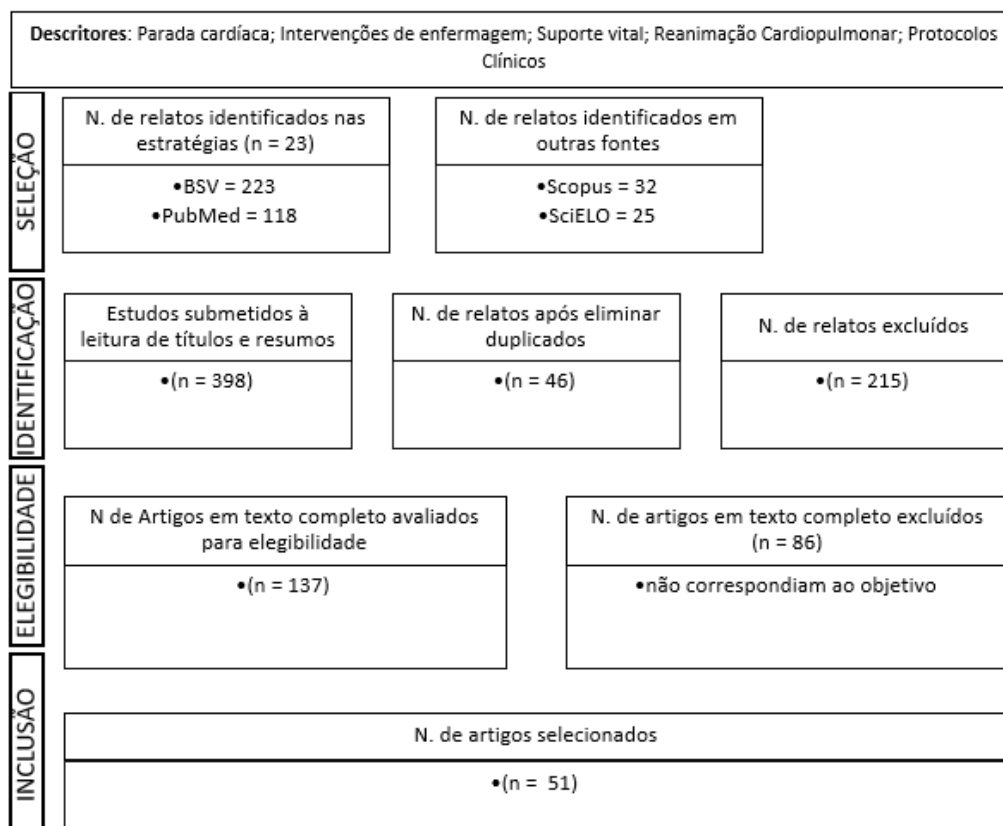 Descritores: Parada cardíaca; Intervenções de enfermagem; Suporte vital; Reanimação Cardiopulmonar; Protocolos
Clínicos
SELEÇÃO
N. de relatos identificados nas
estratégias (n = 23)
•BSV = 223
•PubMed = 118
N. de relatos identificados em
outras fontes
•Scopus = 32
•SciELO = 25
IDENTIFICAÇÃO
Estudos submetidos à
leitura de títulos e resumos
•(n = 398)
N. de relatos após eliminar
duplicados
•(n = 46)
N. de relatos excluídos
•(n = 215)
ELEGIBILIDADE
N de Artigos em texto completo avaliados
para elegibilidade
•(n = 137)
N. de artigos em texto completo excluídos
(n = 86)
•não correspondiam ao objetivo
INCLUSÃO
N. de artigos selecionados
•(n = 51)